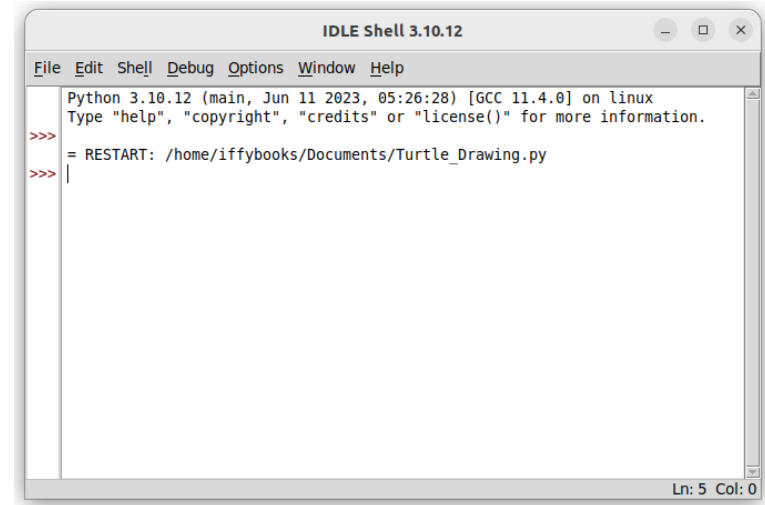 IDLE Shell 3.10.12
File Edit Shell Debug Options Window Help
Python 3.10.12 (main, Jun 11 2023, 05:26:28) [GCC 11.4.0] on linux
Type "help", "copyright", "credits" or "license()" for more information.
>>>
= RESTART: /home/iffybooks/Documents/Turtle_Drawing.py
>>>
Ln: 5 Col: 0